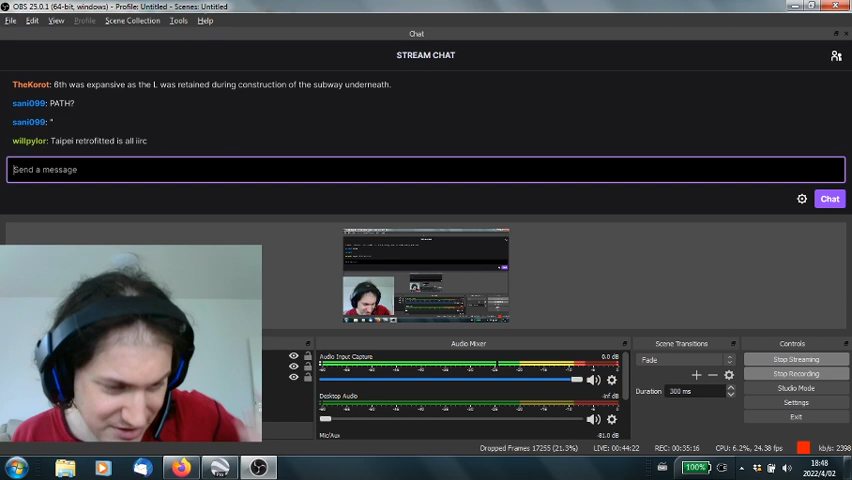 OBS 25.0.1 (64-bit, windows) - Profile: Untitled - Scenes: Untitled
File Edit View Profile Scene Collection Tools Help
Chat
STREAM CHAT
TheKorot: 6th was expansive as the L was retained during construction of the subway underneath.
sani099: PATH?
sani099: "
willpylor: Taipei retrofitted is all iirc
Send a message
Chat
Audio Mixer
Scene Transitions
Controls
Audio Input Capture 0.0 dB
Fade
Stop Streaming
Stop Recording
Desktop Audio -inf dB
Duration 300 ms
Studio Mode
Settings
Mic/Aux -81.0 dB
Exit
Dropped Frames 17255 (21.3%) LIVE: 00:44:22 REC: 00:35:16 CPU: 6.2%, 24.38 fps kb/s: 2398
100%
18:48
2022/4/02